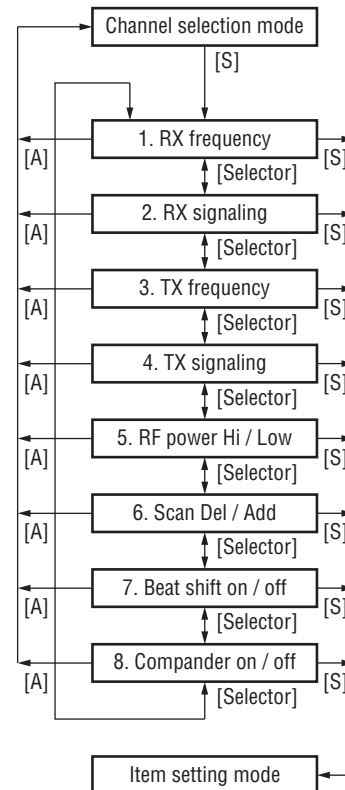 Channel selection mode
[S]
1. RX frequency
[A] [Selector] [S]
2. RX signaling
[A] [Selector] [S]
3. TX frequency
[A] [Selector] [S]
4. TX signaling
[A] [Selector] [S]
5. RF power Hi / Low
[A] [Selector] [S]
6. Scan Del / Add
[A] [Selector] [S]
7. Beat shift on / off
[A] [Selector] [S]
8. Compander on / off
[A] [Selector] [S]
Item setting mode